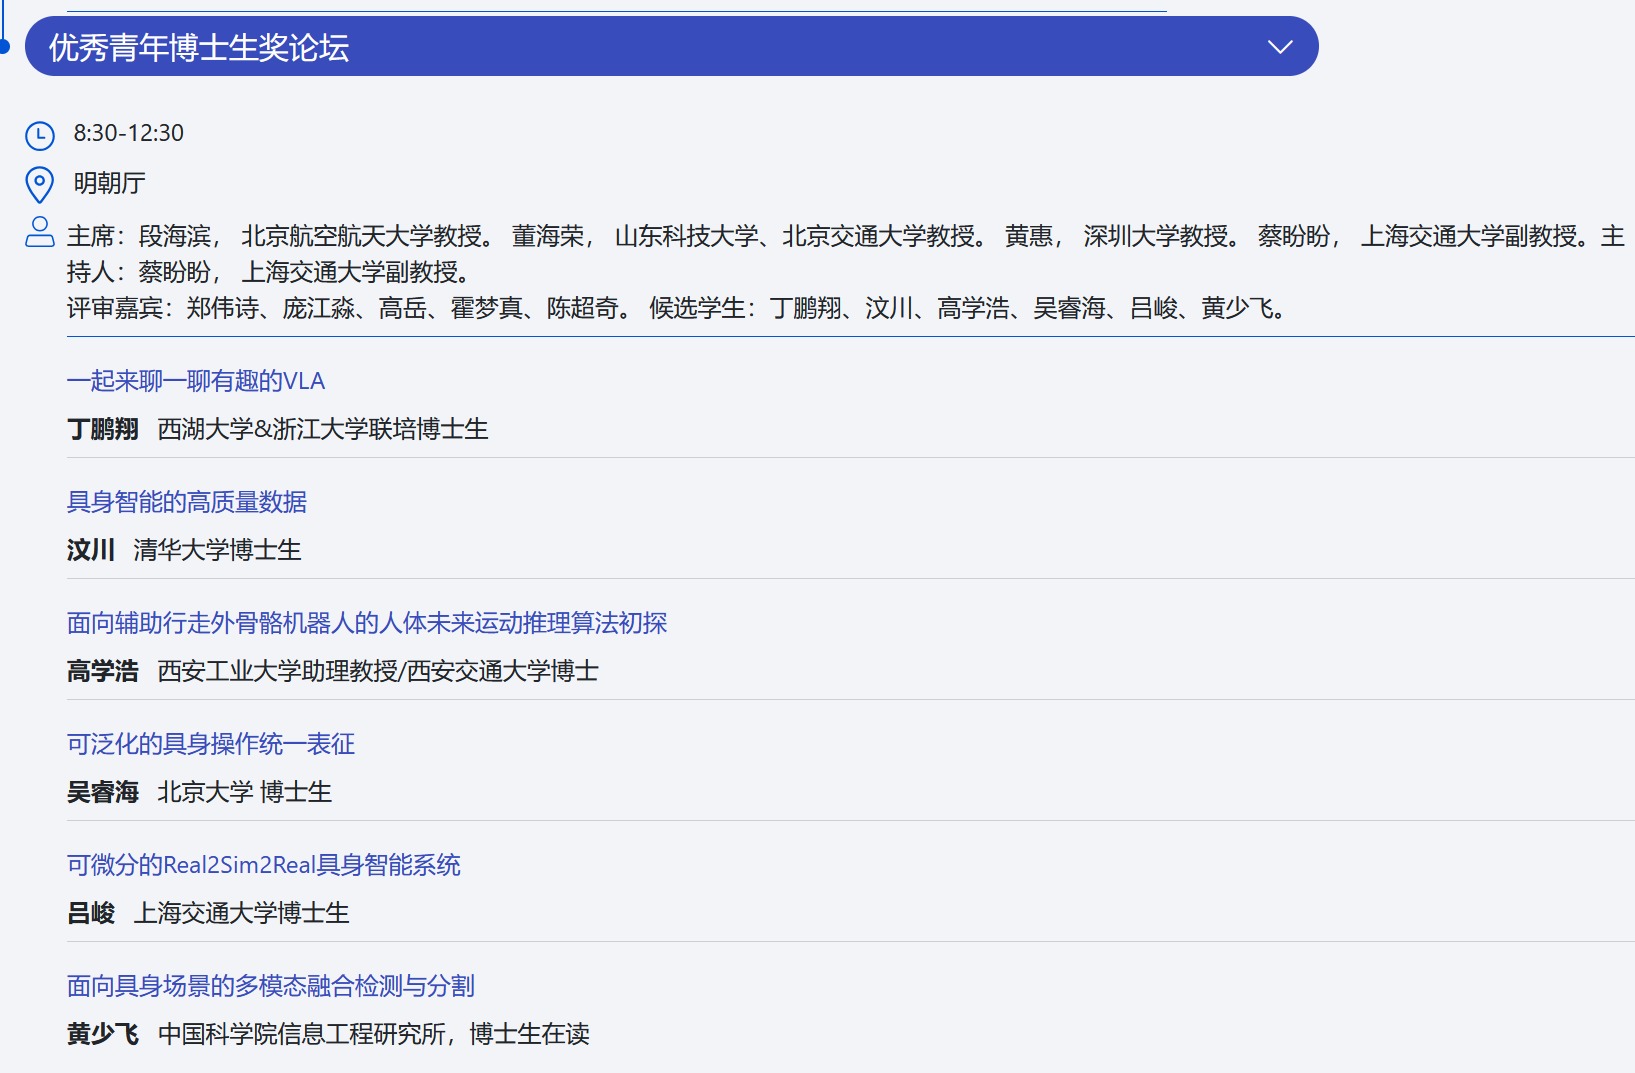 优秀青年博士生奖论坛
8:30-12:30
明朝厅
主席：段海滨， 北京航空航天大学教授。 董海荣， 山东科技大学、北京交通大学教授。 黄惠， 深圳大学教授。 蔡盼盼， 上海交通大学副教授。主
持人：蔡盼盼， 上海交通大学副教授。
评审嘉宾：郑伟诗、庞江淼、高岳、霍梦真、陈超奇。 候选学生：丁鹏翔、汶川、高学浩、吴睿海、吕峻、黄少飞。
一起来聊一聊有趣的VLA
丁鹏翔 西湖大学&浙江大学联培博士生
具身智能的高质量数据
汶川 清华大学博士生
面向辅助行走外骨骼机器人的人体未来运动推理算法初探
高学浩 西安工业大学助理教授/西安交通大学博士
可泛化的具身操作统一表征
吴睿海 北京大学 博士生
可微分的Real2Sim2Real具身智能系统
吕峻 上海交通大学博士生
面向具身场景的多模态融合检测与分割
黄少飞 中国科学院信息工程研究所，博士生在读